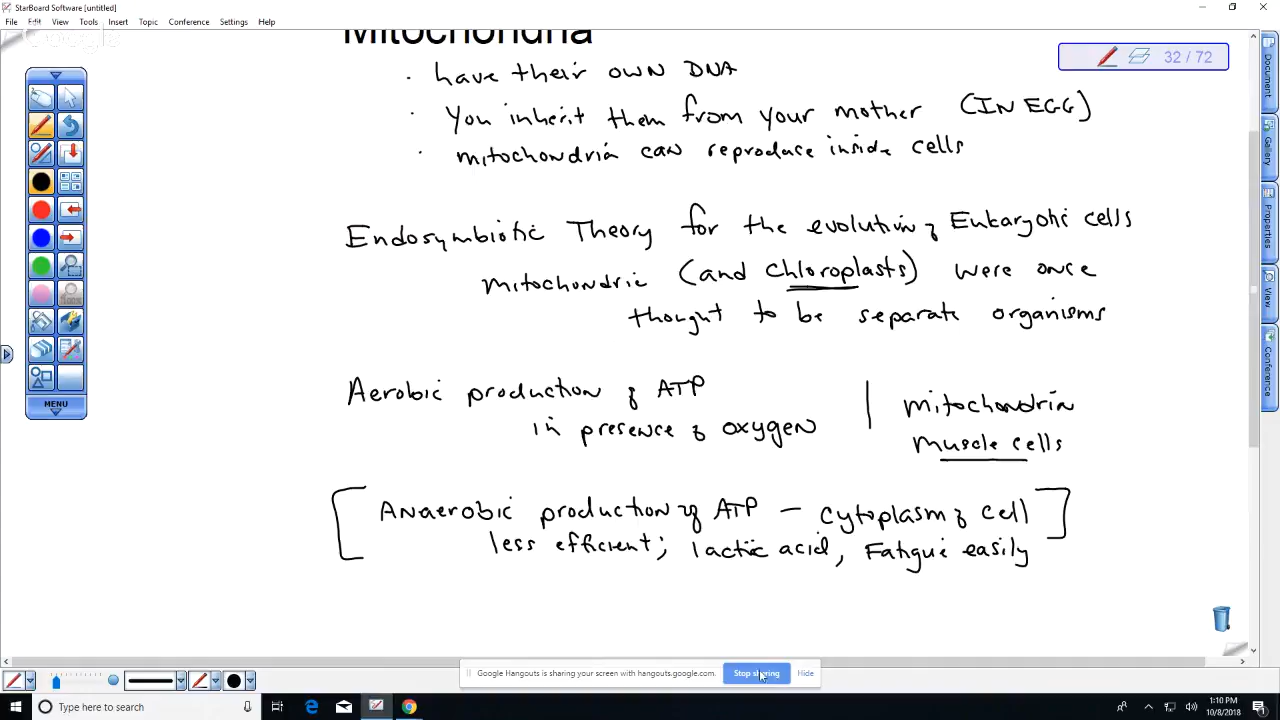 StarBoard Software [untitled]
File Edit View Tools Insert Topic Conference Settings Help
Mitochondria
32 / 72
· have their own DNA
· You inherit them from your mother (IN EGG)
· mitochondria can reproduce inside cells
Endosymbiotic Theory for the evolution of Eukaryotic cells
mitochondria (and chloroplasts) were once
thought to be separate organisms
Aerobic production of ATP
in presence of oxygen
mitochondria
muscle cells
Anaerobic production of ATP — cytoplasm of cell
less efficient; lactic acid, Fatigue easily
MENU
Document
Gallery
Properties
View
Conference
Google Hangouts is sharing your screen with hangouts.google.com.
Stop sharing
Hide
Type here to search
1:10 PM
10/8/2018